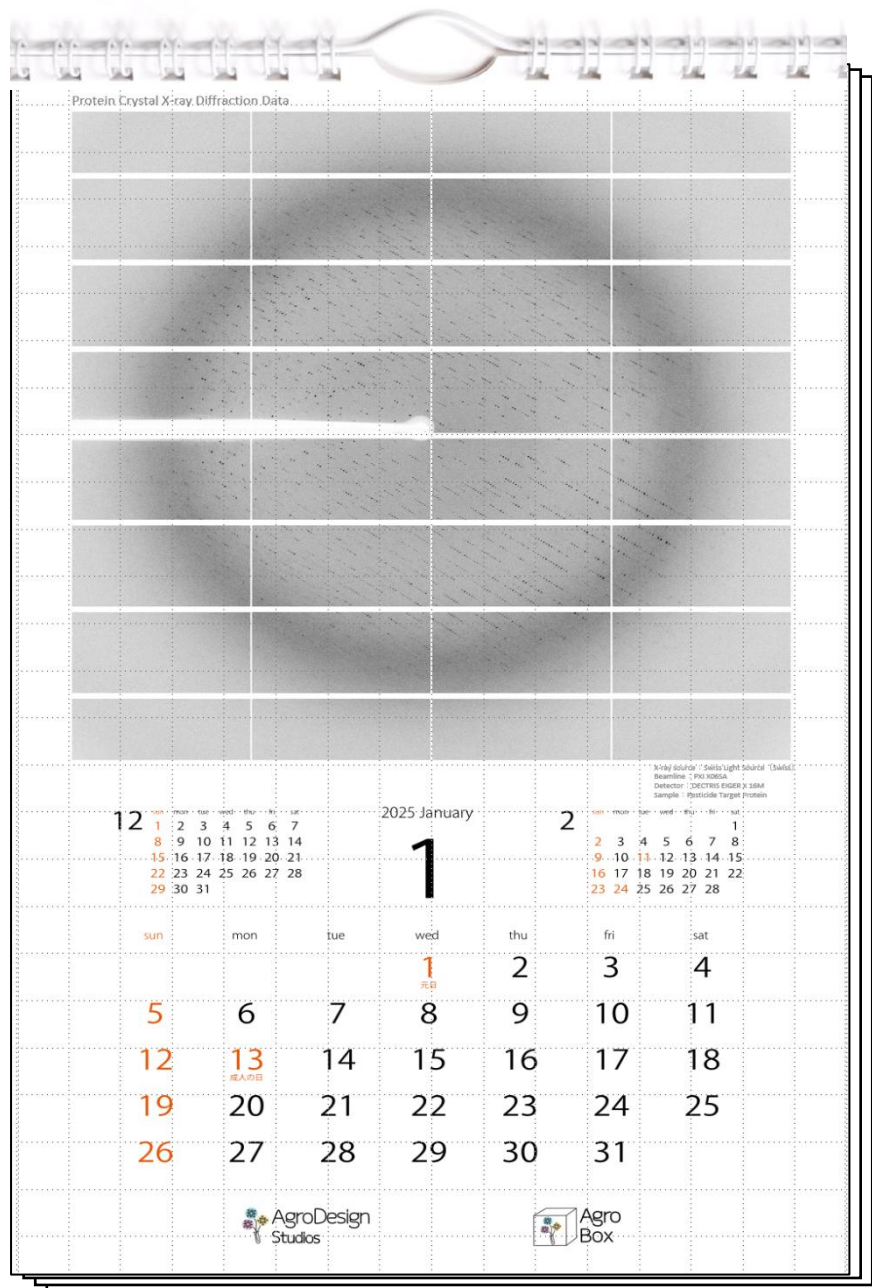 Protein Crystal X-ray Diffraction Data
X-ray source : Swiss Light Source (Swiss)
Beamline : PXI X06SA
Detector : DECTRIS EIGER X 16M
Sample : Pesticide Target Protein
12
sun mon tue wed thu fri sat
1 2 3 4 5 6 7
8 9 10 11 12 13 14
15 16 17 18 19 20 21
22 23 24 25 26 27 28
29 30 31
2025 January
1
2
sun mon tue wed thu fri sat
1
2 3 4 5 6 7 8
9 10 11 12 13 14 15
16 17 18 19 20 21 22
23 24 25 26 27 28
sun mon tue wed thu fri sat
1 2 3 4
元日
5 6 7 8 9 10 11
12 13 14 15 16 17 18
成人の日
19 20 21 22 23 24 25
26 27 28 29 30 31
AgroDesign
Studios
Agro
Box